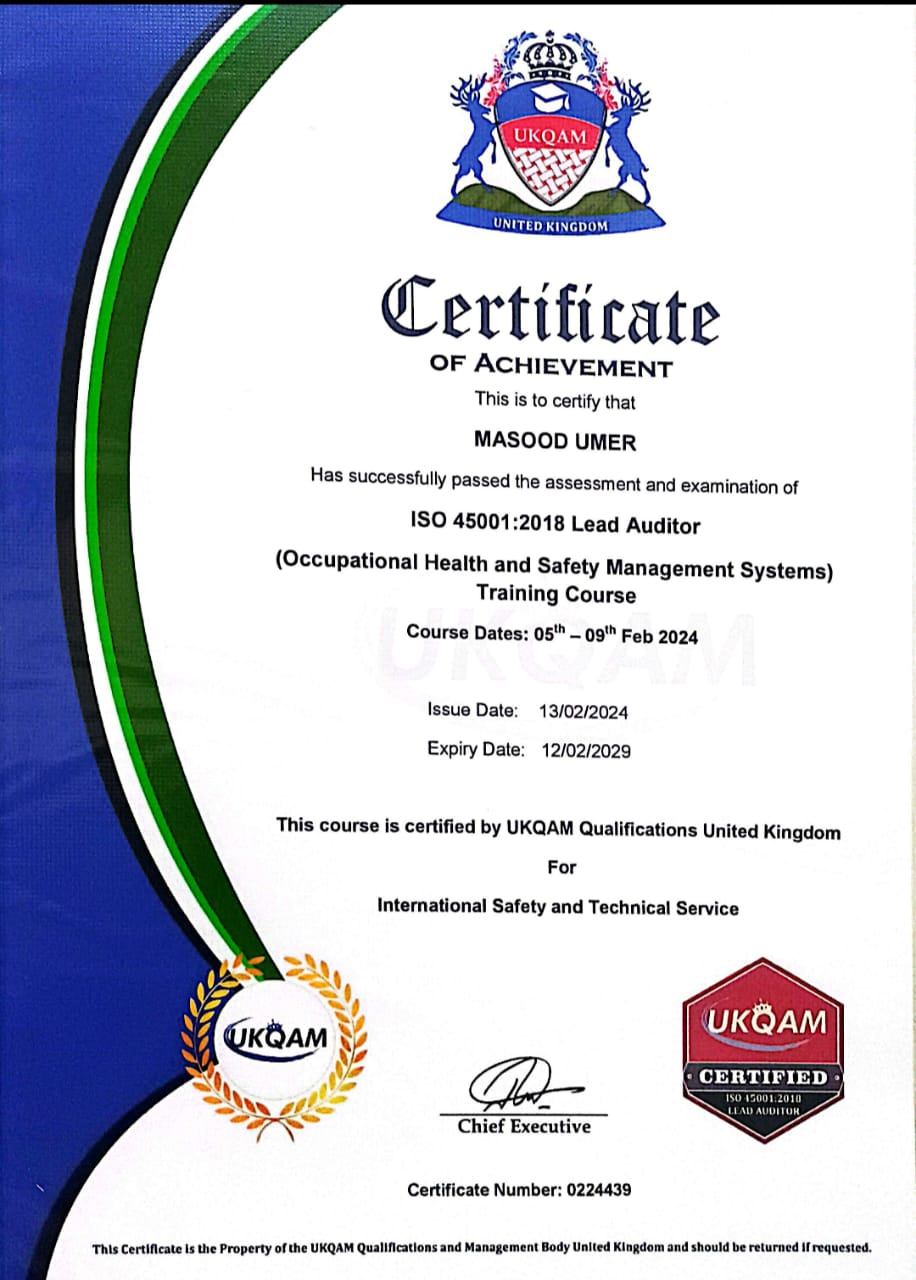 UKQAM
UNITED KINGDOM
Certificate
OF ACHIEVEMENT
This is to certify that
MASOOD UMER
Has successfully passed the assessment and examination of
ISO 45001:2018 Lead Auditor
(Occupational Health and Safety Management Systems)
Training Course
Course Dates: 05th – 09th Feb 2024
UKQAM
Issue Date: 13/02/2024
Expiry Date: 12/02/2029
This course is certified by UKQAM Qualifications United Kingdom
For
International Safety and Technical Service
UKQAM
UKQAM
CERTIFIED
ISO 45001:2018
LEAD AUDITOR
Chief Executive
Certificate Number: 0224439
This Certificate is the Property of the UKQAM Qualifications and Management Body United Kingdom and should be returned if requested.